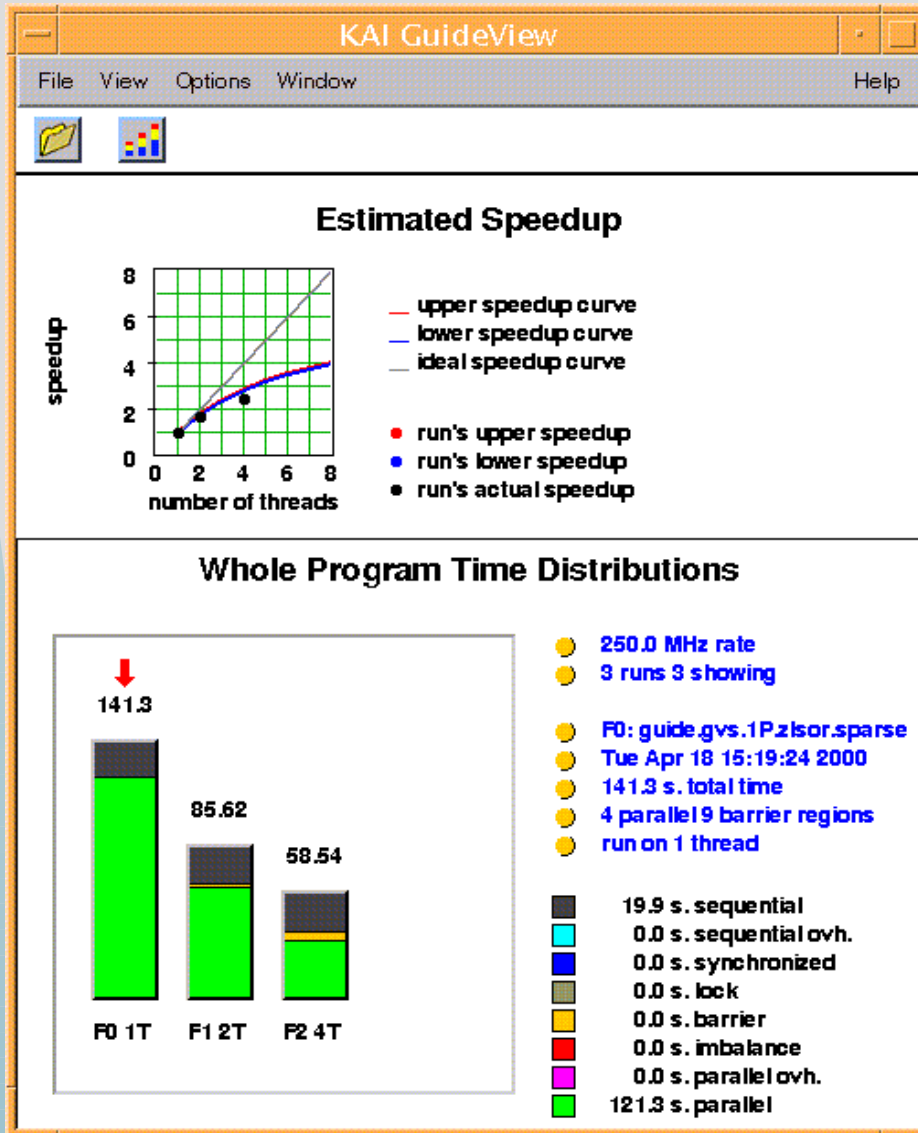 KAI GuideView
File View Options Window Help
Estimated Speedup
8
6
4
2
0
speedup
0 2 4 6 8
number of threads
upper speedup curve
lower speedup curve
ideal speedup curve
run's upper speedup
run's lower speedup
run's actual speedup
Whole Program Time Distributions
141.3
85.62
58.54
F0 1T F1 2T F2 4T
250.0 MHz rate
3 runs 3 showing
F0: guide.gvs.1P.zlsor.sparse
Tue Apr 18 15:19:24 2000
141.3 s. total time
4 parallel 9 barrier regions
run on 1 thread
19.9 s. sequential
0.0 s. sequential ovh.
0.0 s. synchronized
0.0 s. lock
0.0 s. barrier
0.0 s. imbalance
0.0 s. parallel ovh.
121.3 s. parallel